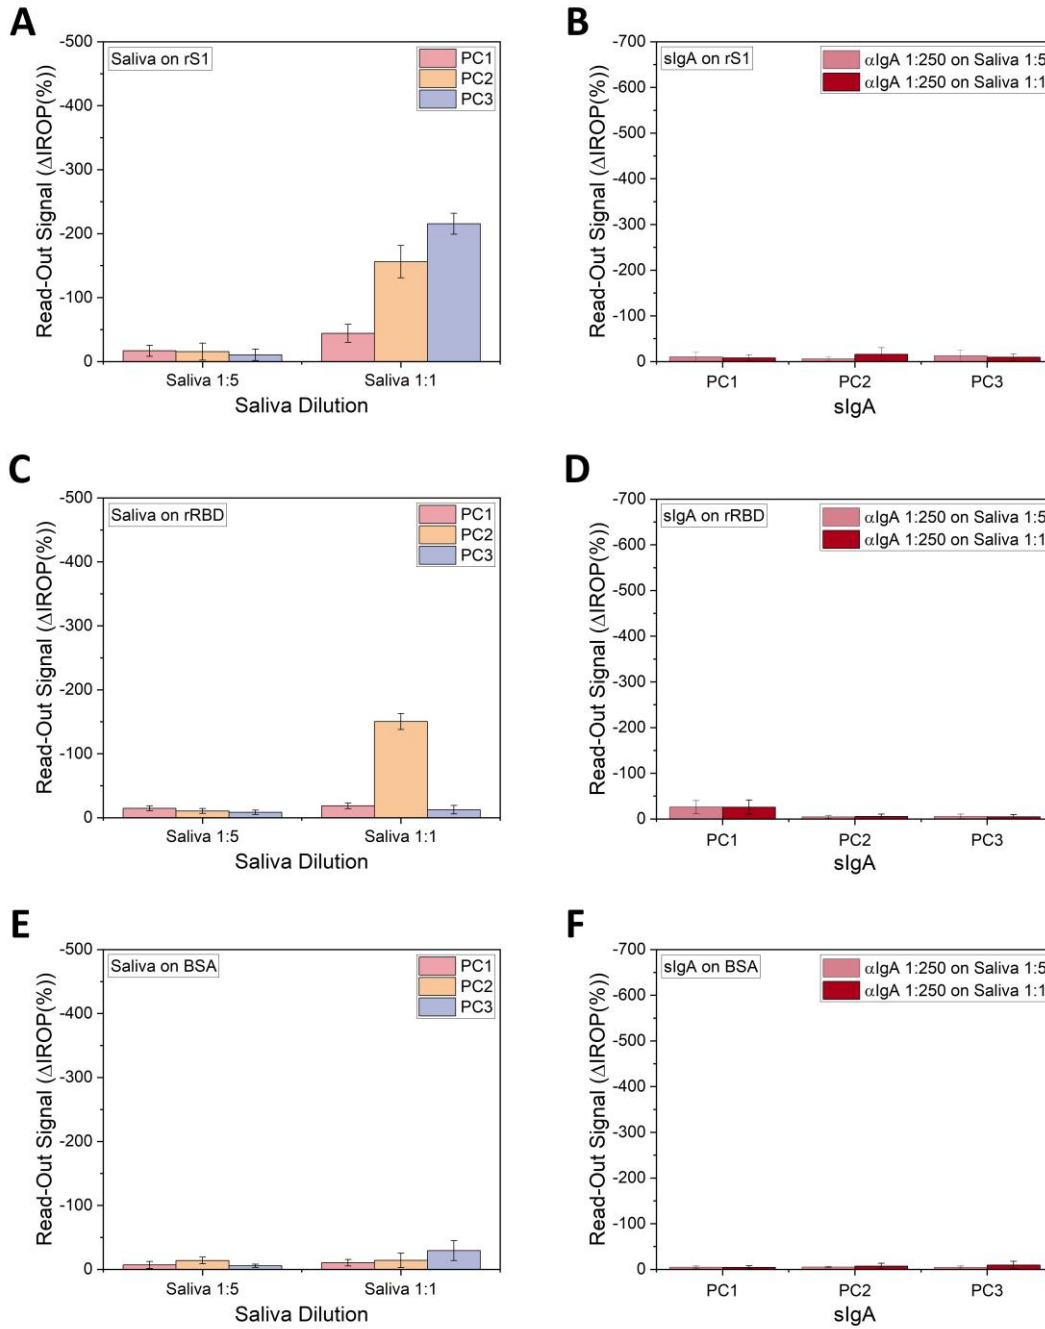 A
Saliva on rS1
PC1
PC2
PC3
Read-Out Signal (ΔIROP(%))
-500
-400
-300
-200
-100
0
Saliva 1:5
Saliva 1:1
Saliva Dilution
B
sIgA on rS1
αIgA 1:250 on Saliva 1:5
αIgA 1:250 on Saliva 1:1
Read-Out Signal (ΔIROP(%))
-700
-600
-500
-400
-300
-200
-100
0
PC1
PC2
PC3
sIgA
C
Saliva on rRBD
PC1
PC2
PC3
Read-Out Signal (ΔIROP(%))
-500
-400
-300
-200
-100
0
Saliva 1:5
Saliva 1:1
Saliva Dilution
D
sIgA on rRBD
αIgA 1:250 on Saliva 1:5
αIgA 1:250 on Saliva 1:1
Read-Out Signal (ΔIROP(%))
-700
-600
-500
-400
-300
-200
-100
0
PC1
PC2
PC3
sIgA
E
Saliva on BSA
PC1
PC2
PC3
Read-Out Signal (ΔIROP(%))
-500
-400
-300
-200
-100
0
Saliva 1:5
Saliva 1:1
Saliva Dilution
F
sIgA on BSA
αIgA 1:250 on Saliva 1:5
αIgA 1:250 on Saliva 1:1
Read-Out Signal (ΔIROP(%))
-700
-600
-500
-400
-300
-200
-100
0
PC1
PC2
PC3
sIgA